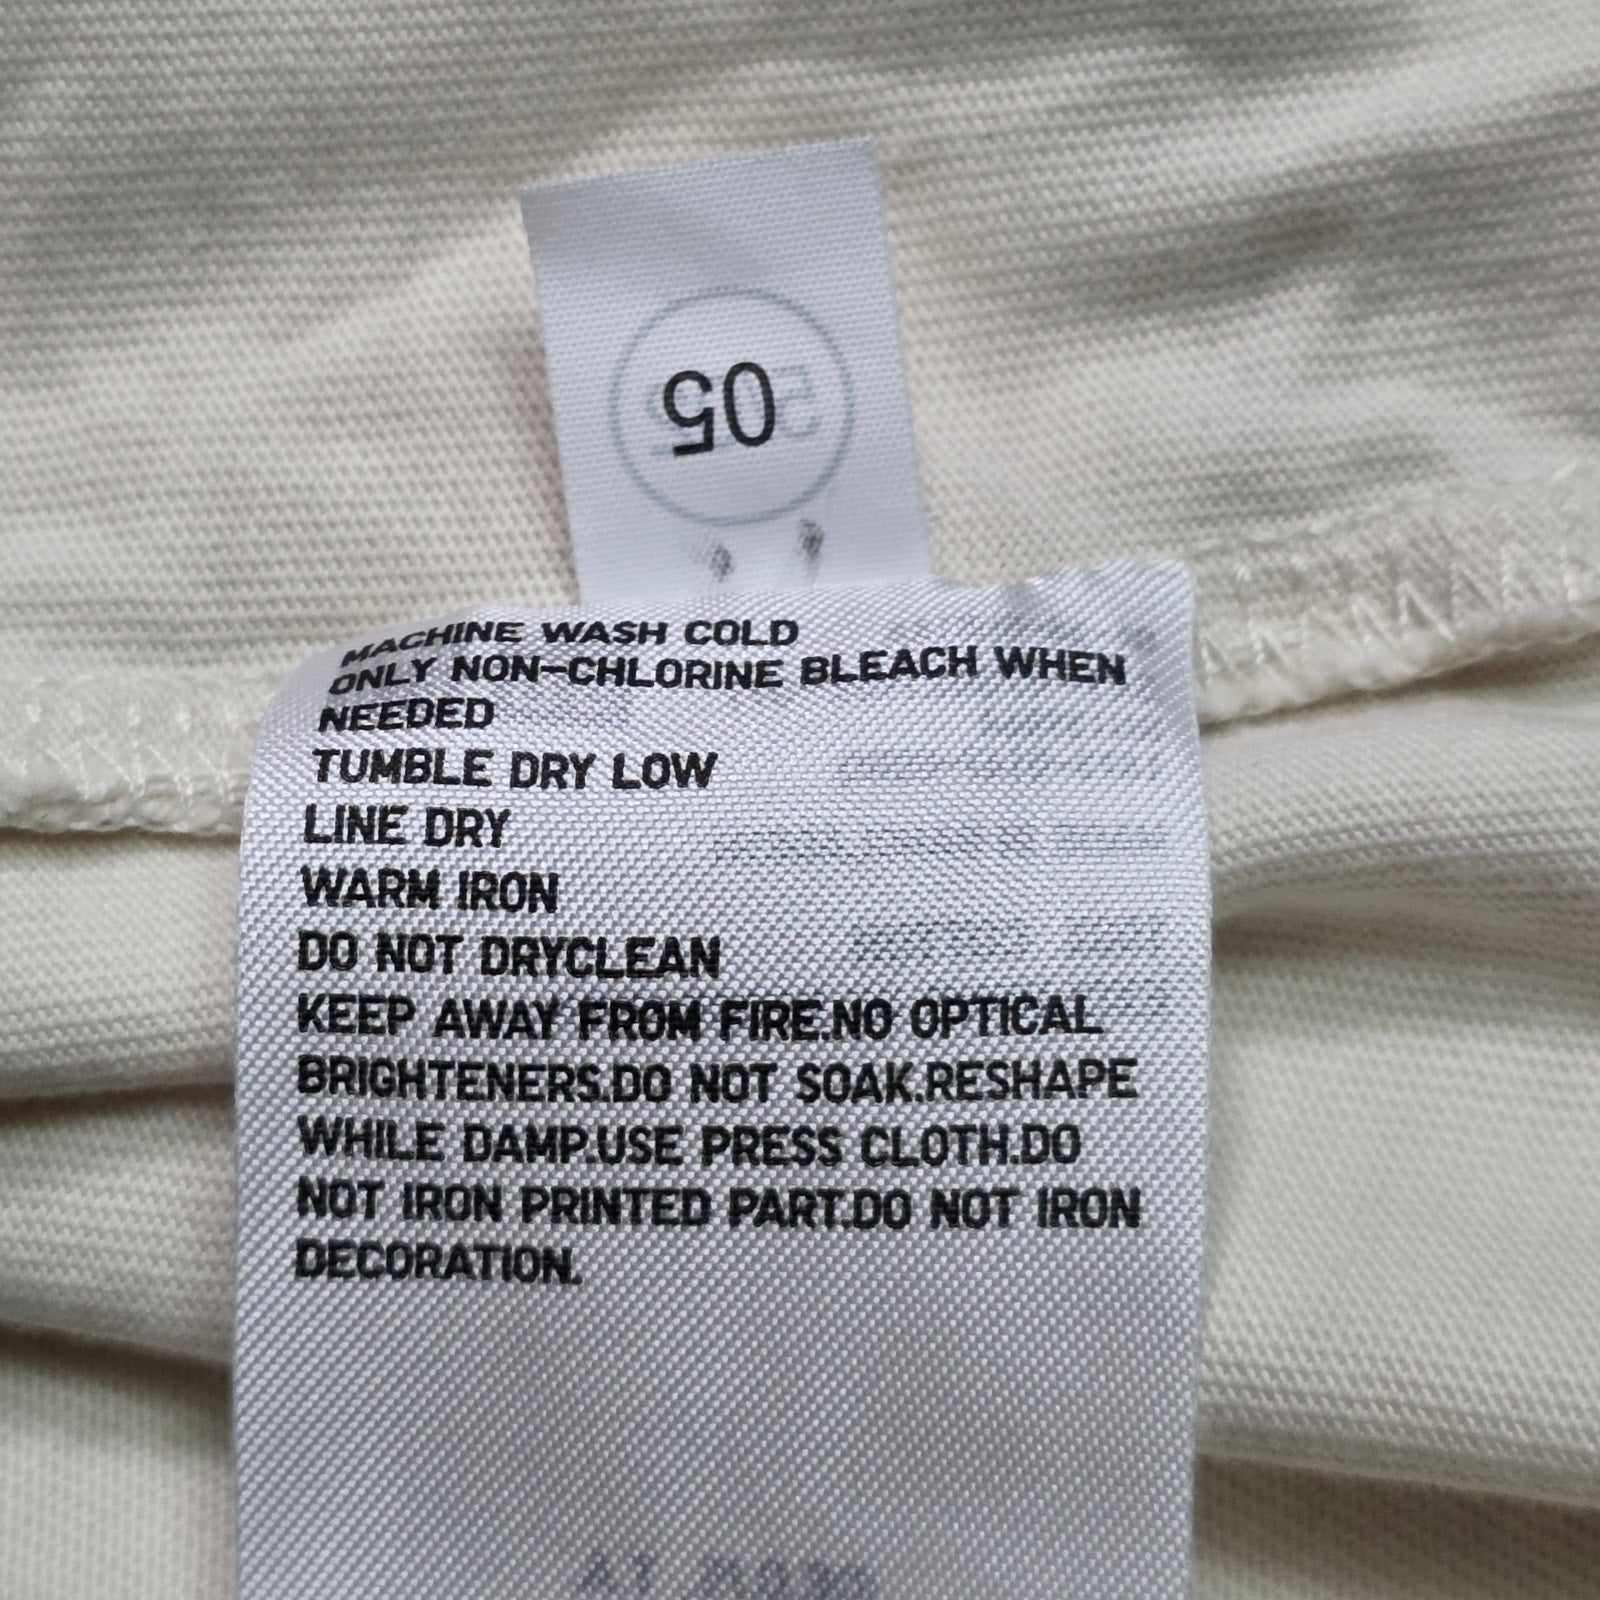 05
MACHINE WASH COLD
ONLY NON-CHLORINE BLEACH WHEN
NEEDED
TUMBLE DRY LOW
LINE DRY
WARM IRON
DO NOT DRYCLEAN
KEEP AWAY FROM FIRE.NO OPTICAL
BRIGHTENERS.DO NOT SOAK.RESHAPE
WHILE DAMP.USE PRESS CLOTH.DO
NOT IRON PRINTED PART.DO NOT IRON
DECORATION.